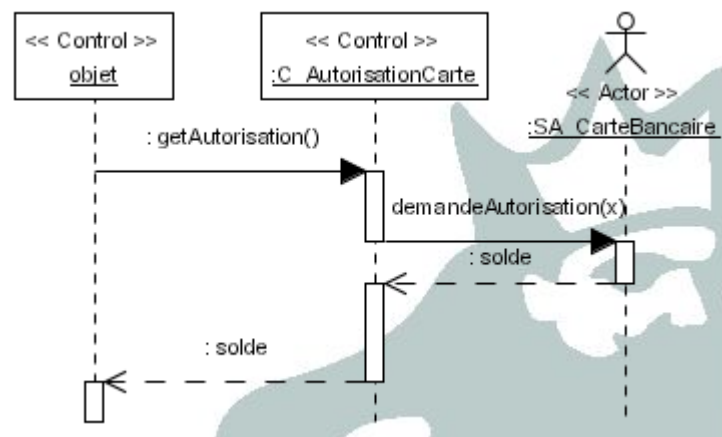 << Control >>
objet
<< Control >>
:C_AutorisationCarte
<< Actor >>
:SA_CarteBancaire
: getAutorisation()
demandeAutorisation(x)
: solde
: solde